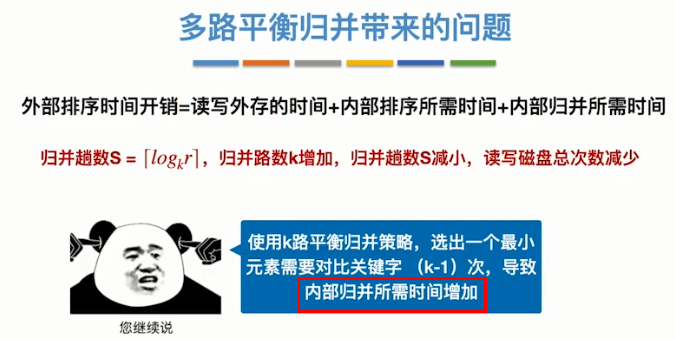 多路平衡归并带来的问题
外部排序时间开销=读写外存的时间+内部排序所需时间+内部归并所需时间
归并趟数S = ⌈logₖr⌉，归并路数k增加，归并趟数S减小，读写磁盘总次数减少
使用k路平衡归并策略，选出一个最小
元素需要对比关键字 （k-1）次，导致
内部归并所需时间增加
您继续说